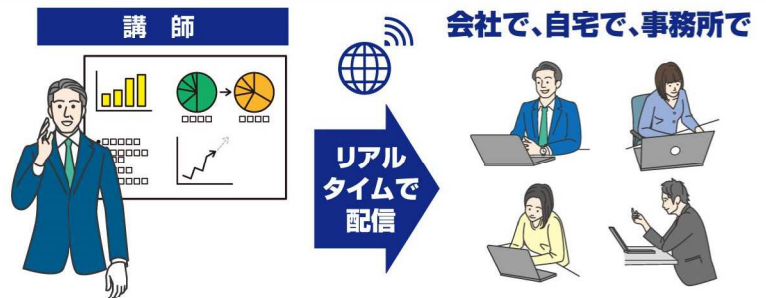 講師
リアル
タイムで
配信
会社で、自宅で、事務所で